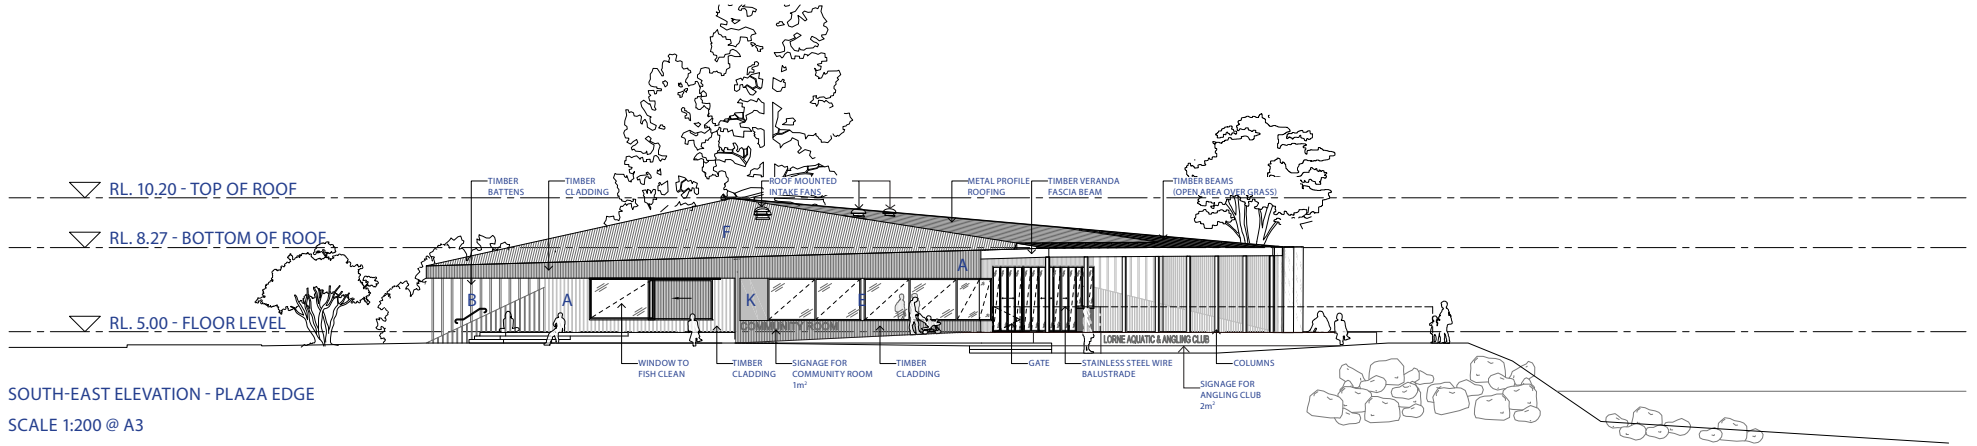 TIMBER
BATTENS
TIMBER
CLADDING
ROOF MOUNTED
INTAKE FANS
METAL PROFILE
ROOFING
TIMBER VERANDA
FASCIA BEAM
TIMBER BEAMS
(OPEN AREA OVER GRASS)
RL. 10.20 - TOP OF ROOF
RL. 8.27 - BOTTOM OF ROOF
F
A
B
A
K
RL. 5.00 - FLOOR LEVEL
COMMUNITY ROOM
LORNE AQUATIC & ANGLING CLUB
WINDOW TO
FISH CLEAN
TIMBER
CLADDING
SIGNAGE FOR
COMMUNITY ROOM
1m²
TIMBER
CLADDING
GATE
STAINLESS STEEL WIRE
BALUSTRADE
SIGNAGE FOR
ANGLING CLUB
2m²
COLUMNS
SOUTH-EAST ELEVATION - PLAZA EDGE
SCALE 1:200 @ A3